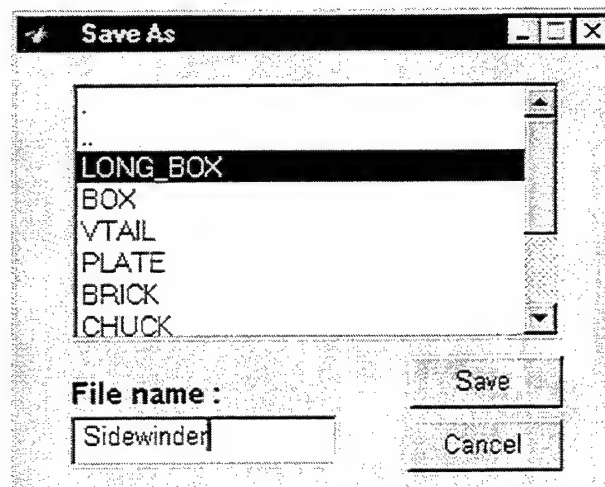 Save As
.
..
LONG_BOX
BOX
VTAIL
PLATE
BRICK
CHUCK
File name :
Save
Sidewinder
Cancel